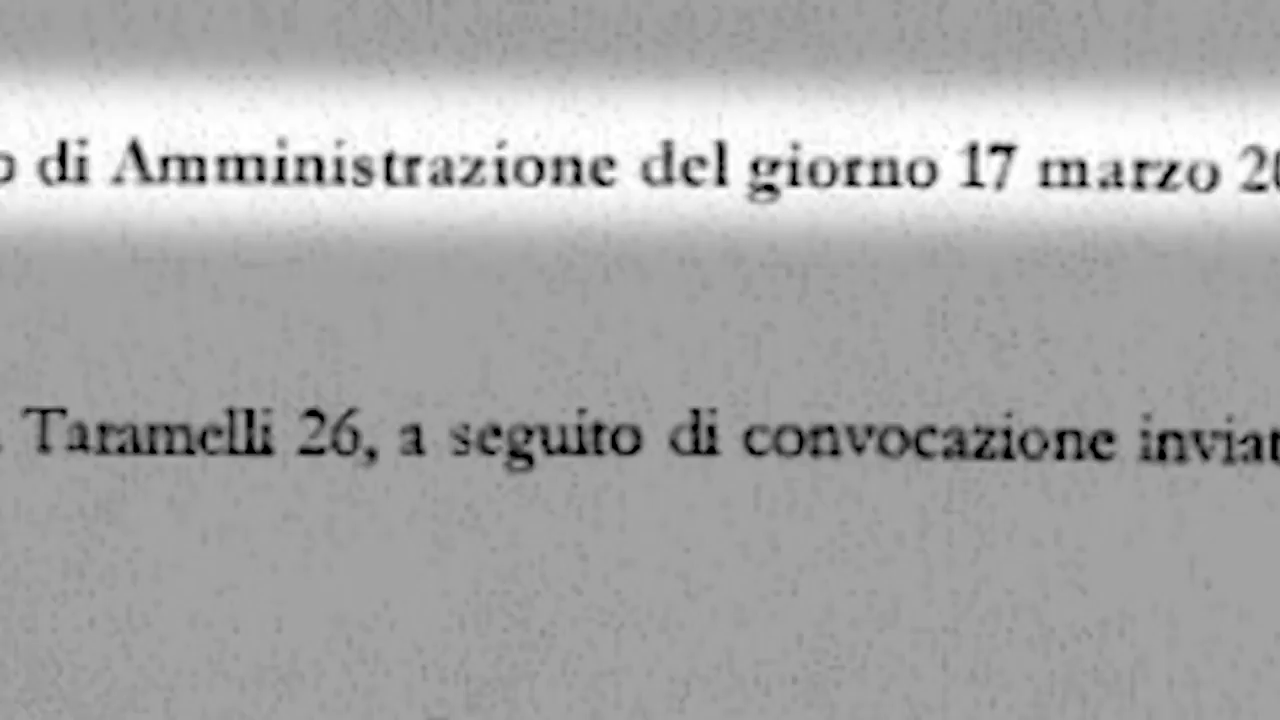 di Amministrazione del giorno 17 marzo
Taramelli 26, a seguito di convocazione